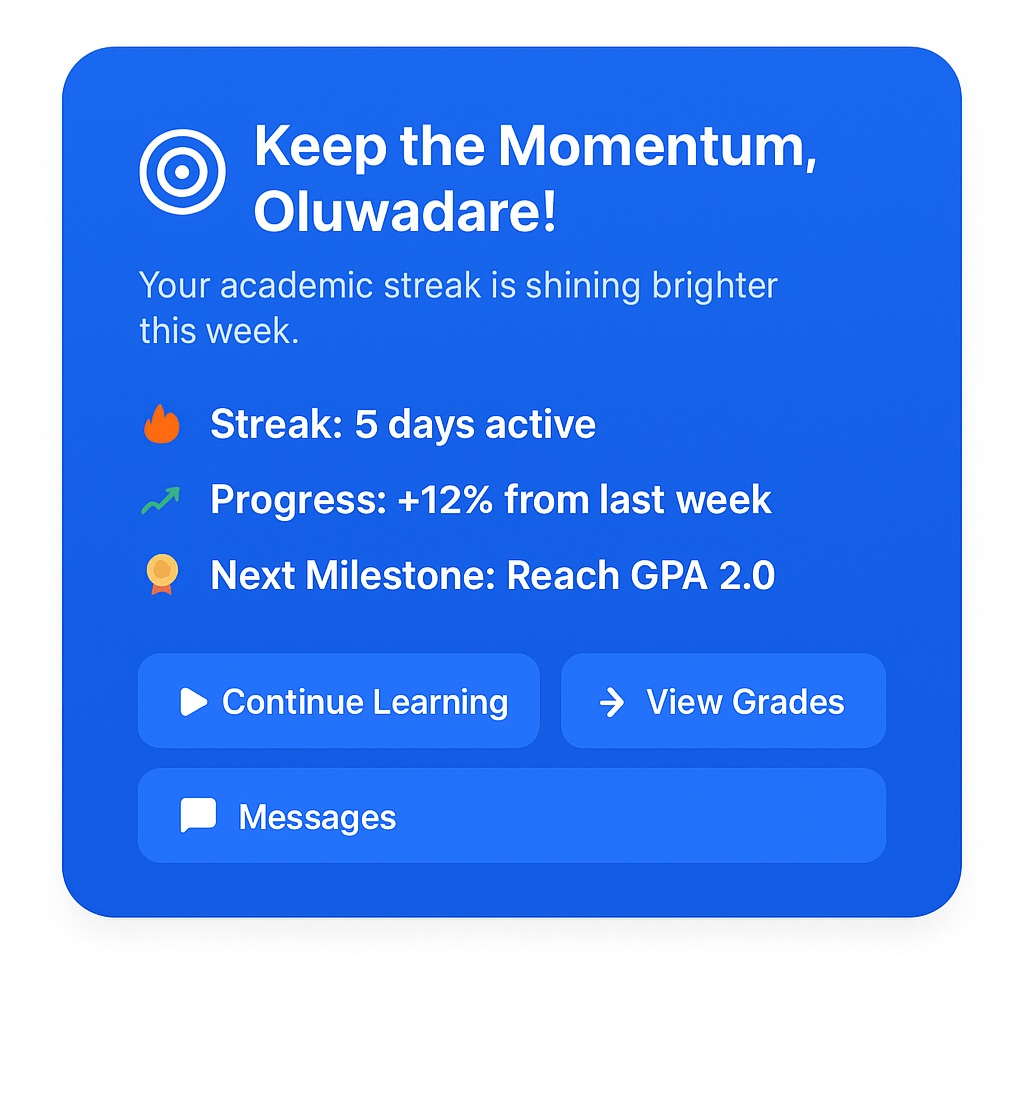 Keep the Momentum,
Oluwadare!
Your academic streak is shining brighter
this week.
Streak: 5 days active
Progress: +12% from last week
Next Milestone: Reach GPA 2.0
Continue Learning
View Grades
Messages